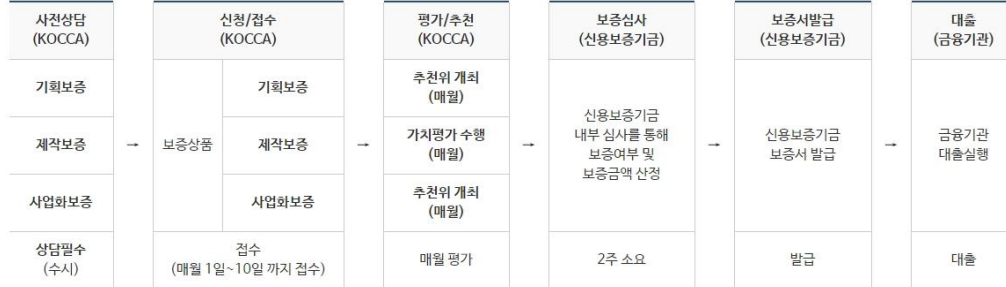 사전상담
(KOCCA)
신청/접수
(KOCCA)
평가/추천
(KOCCA)
보증심사
(신용보증기금)
보증서발급
(신용보증기금)
대출
(금융기관)
기획보증
제작보증
사업화보증
→
보증상품
기획보증
제작보증
사업화보증
→
추천위 개최
(매월)
가치평가 수행
(매월)
추천위 개최
(매월)
→
신용보증기금
내부 심사를 통해
보증여부 및
보증금액 산정
→
신용보증기금
보증서 발급
→
금융기관
대출실행
상담필수
(수시)
접수
(매월 1일~10일 까지 접수)
매월 평가
2주 소요
발급
대출